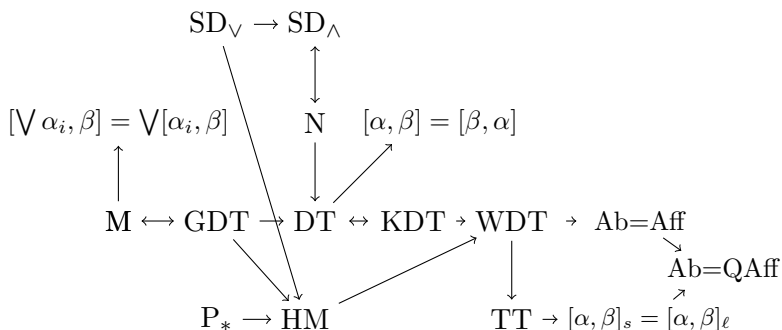 SD∨ → SD∧
N
[⋁ αᵢ, β] = ⋁[αᵢ, β]
[α, β] = [β, α]
M ↔ GDT → DT ↔ KDT → WDT → Ab=Aff
Ab=QAff
P∗ → HM
TT → [α, β]ₛ = [α, β]ℓ